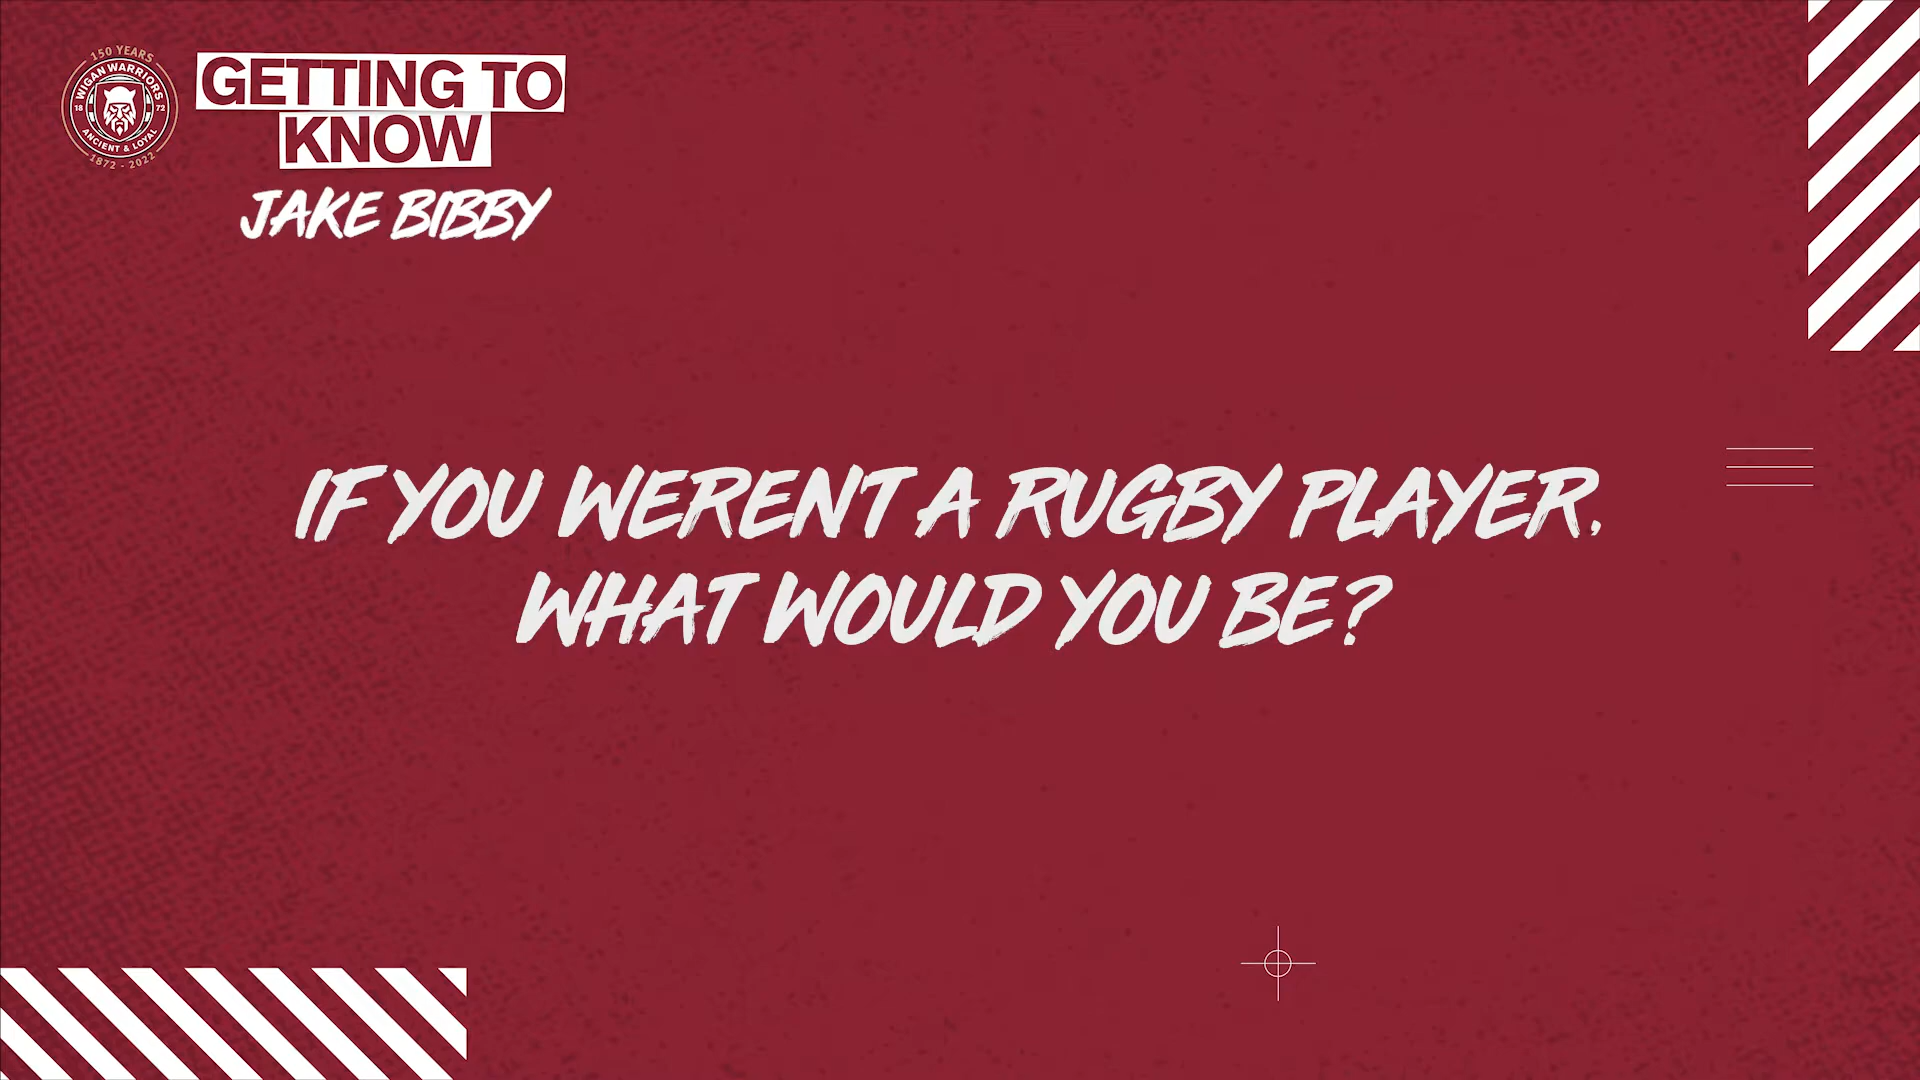 150 YEARS
WIGAN WARRIORS
18 72
ANCIENT & LOYAL
1872 - 2022
GETTING TO
KNOW
JAKE BIBBY
IF YOU WERENT A RUGBY PLAYER,
WHAT WOULD YOU BE?